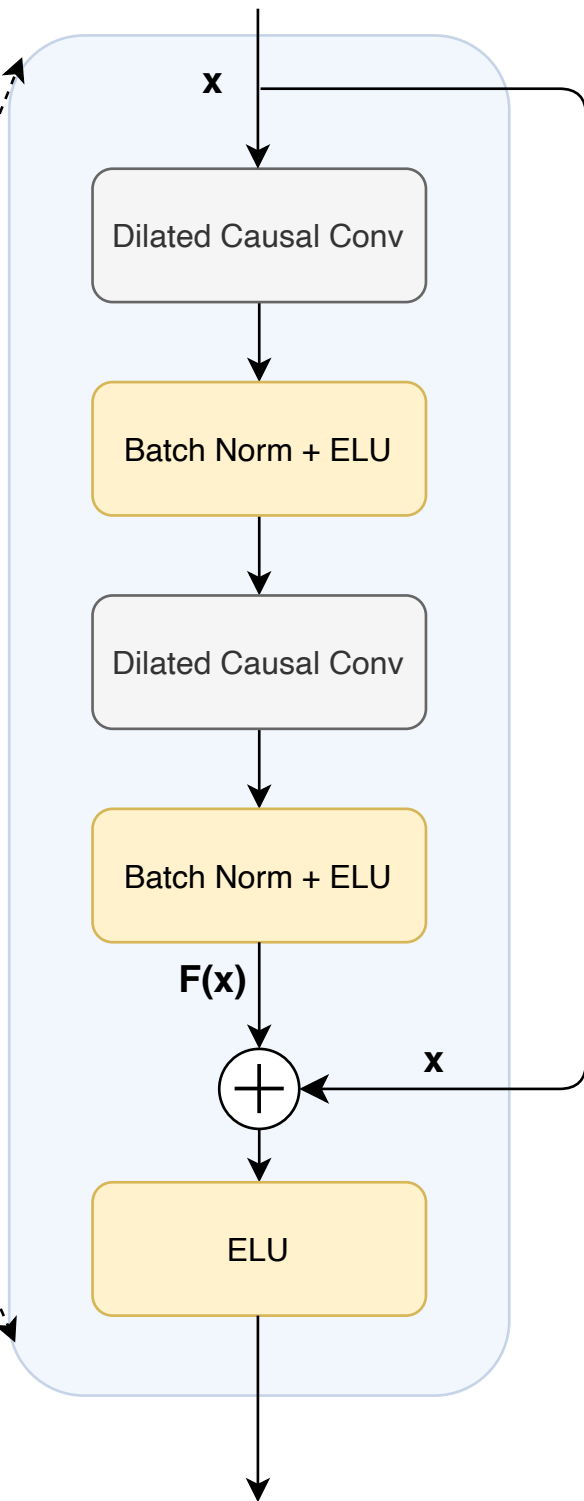 x
Dilated Causal Conv
Batch Norm + ELU
Dilated Causal Conv
Batch Norm + ELU
F(x)
x
ELU